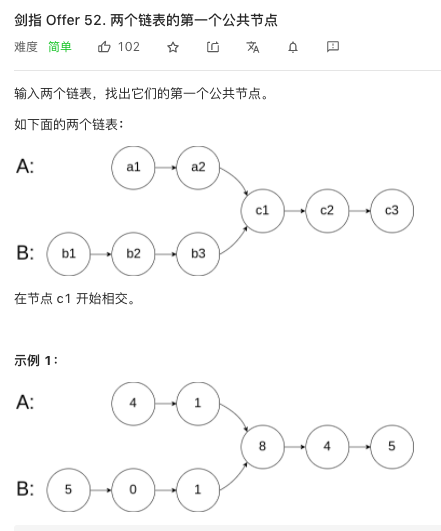 剑指 Offer 52. 两个链表的第一个公共节点
难度 简单 102
输入两个链表，找出它们的第一个公共节点。
如下面的两个链表：
A: a1 a2
c1 c2 c3
B: b1 b2 b3
在节点 c1 开始相交。
示例 1：
A: 4 1
8 4 5
B: 5 0 1